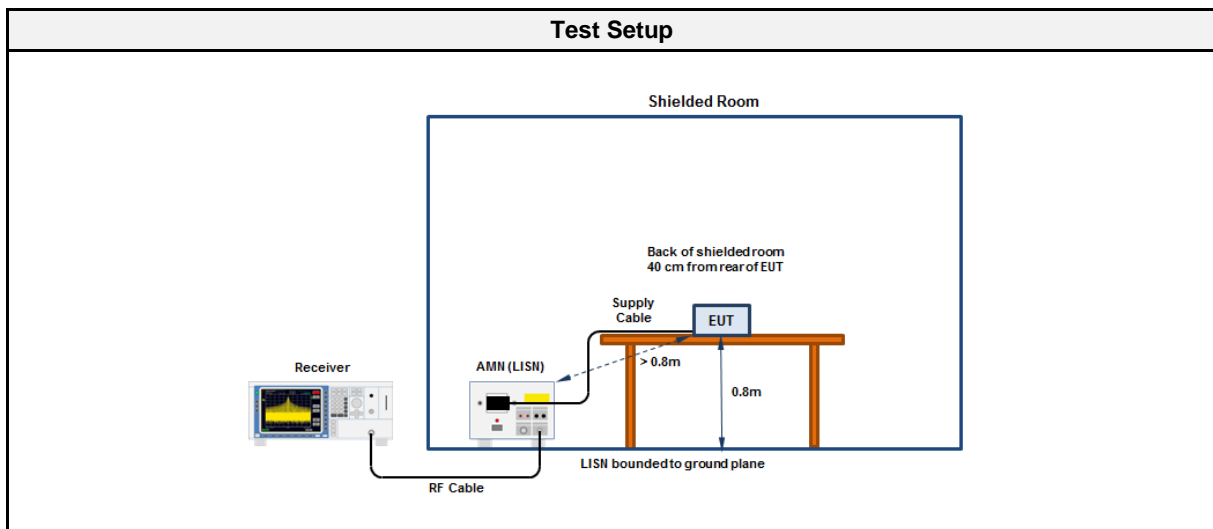 Test Setup
Shielded Room
Back of shielded room
40 cm from rear of EUT
Supply
Cable
EUT
> 0.8m
AMN (LISN)
Receiver
0.8m
LISN bounded to ground plane
RF Cable